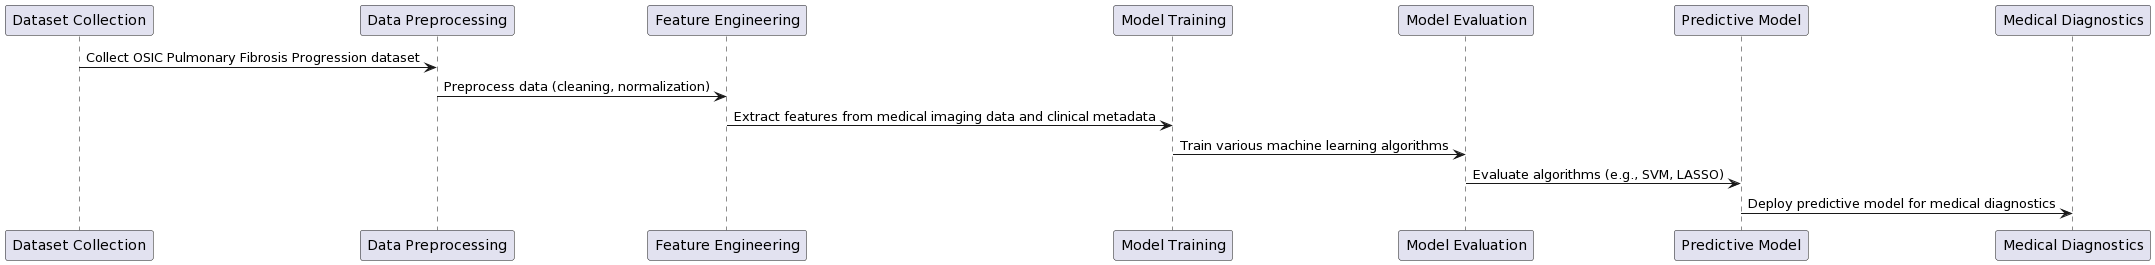 Dataset Collection
Data Preprocessing
Feature Engineering
Model Training
Model Evaluation
Predictive Model
Medical Diagnostics
Collect OSIC Pulmonary Fibrosis Progression dataset
Preprocess data (cleaning, normalization)
Extract features from medical imaging data and clinical metadata
Train various machine learning algorithms
Evaluate algorithms (e.g., SVM, LASSO)
Deploy predictive model for medical diagnostics
Dataset Collection
Data Preprocessing
Feature Engineering
Model Training
Model Evaluation
Predictive Model
Medical Diagnostics